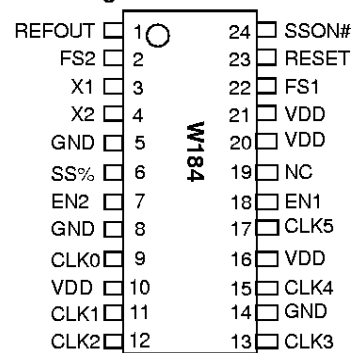 REFOUT 1 24 SSON#
FS2 2 23 RESET
X1 3 22 FS1
X2 4 21 VDD
GND 5 20 VDD
SS% 6 19 NC
EN2 7 18 EN1
GND 8 17 CLK5
CLK0 9 16 VDD
VDD 10 15 CLK4
CLK1 11 14 GND
CLK2 12 13 CLK3
W184